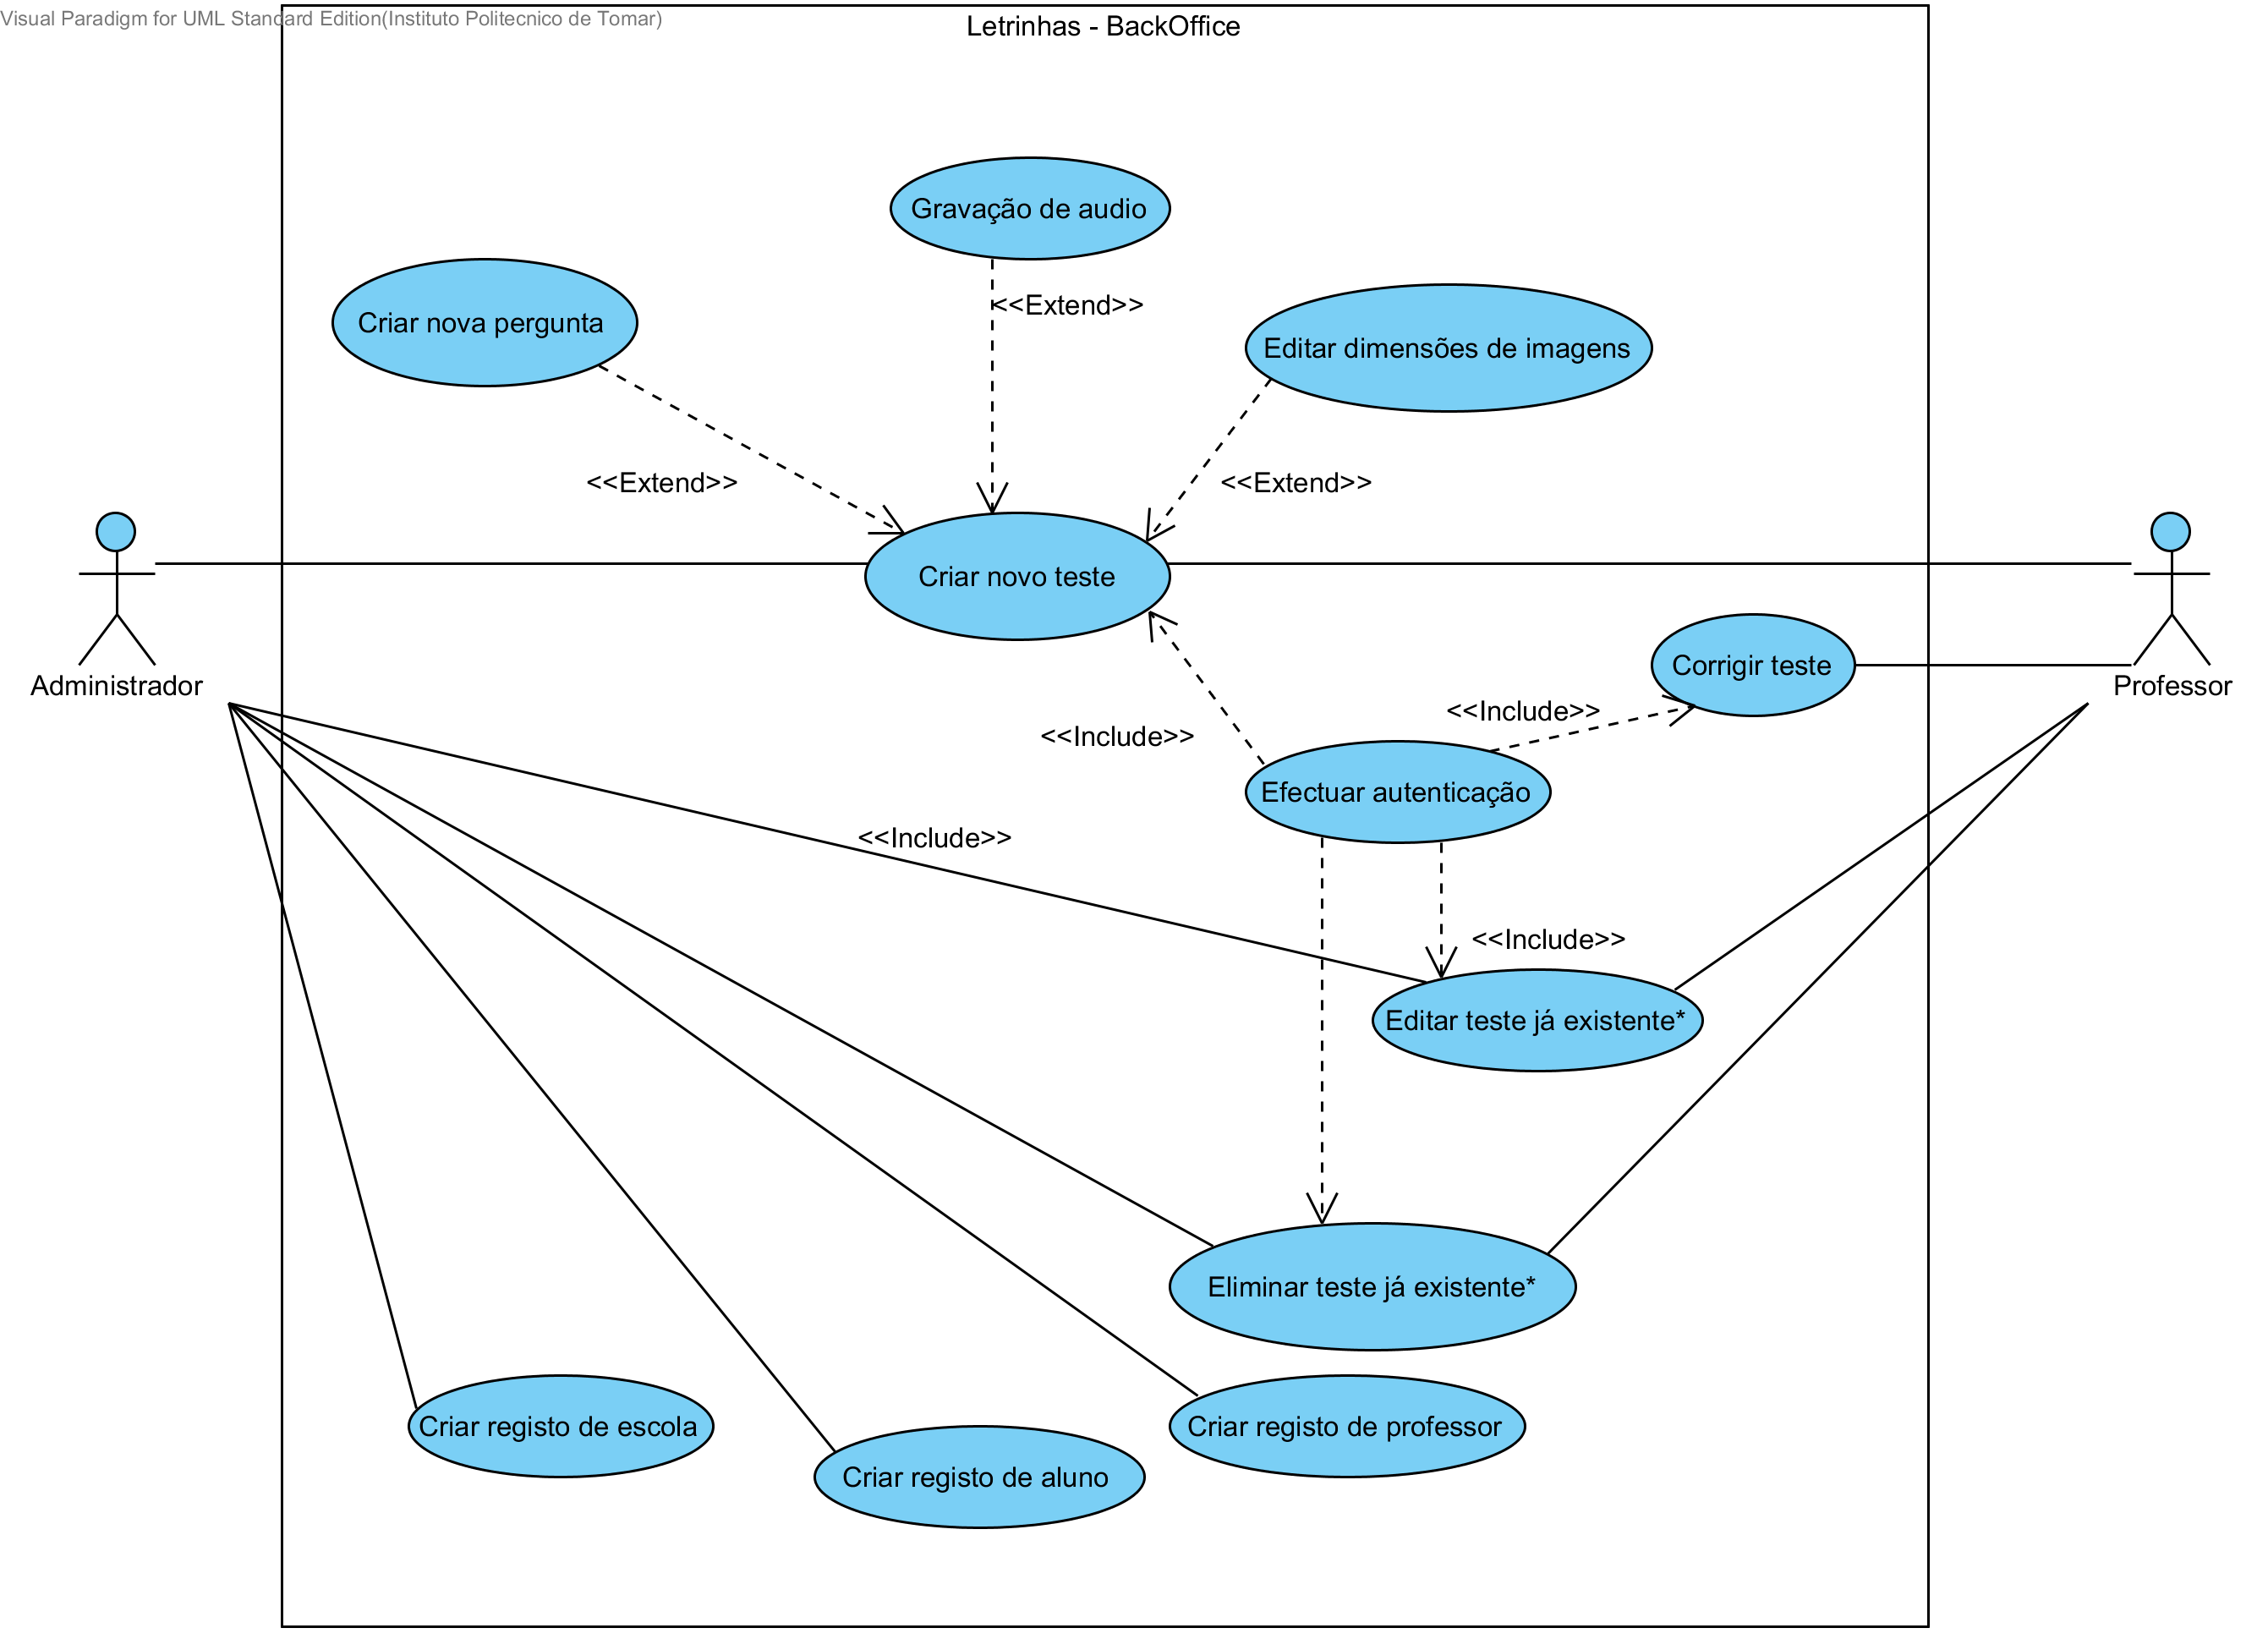 Visual Paradigm for UML Standard Edition(Instituto Politecnico de Tomar)
Letrinhas - BackOffice
Gravação de audio
Criar nova pergunta
<<Extend>>
Editar dimensões de imagens
<<Extend>>
<<Extend>>
Criar novo teste
Administrador
Corrigir teste
Professor
<<Include>>
<<Include>>
Efectuar autenticação
<<Include>>
<<Include>>
Editar teste já existente*
Eliminar teste já existente*
Criar registo de escola
Criar registo de professor
Criar registo de aluno